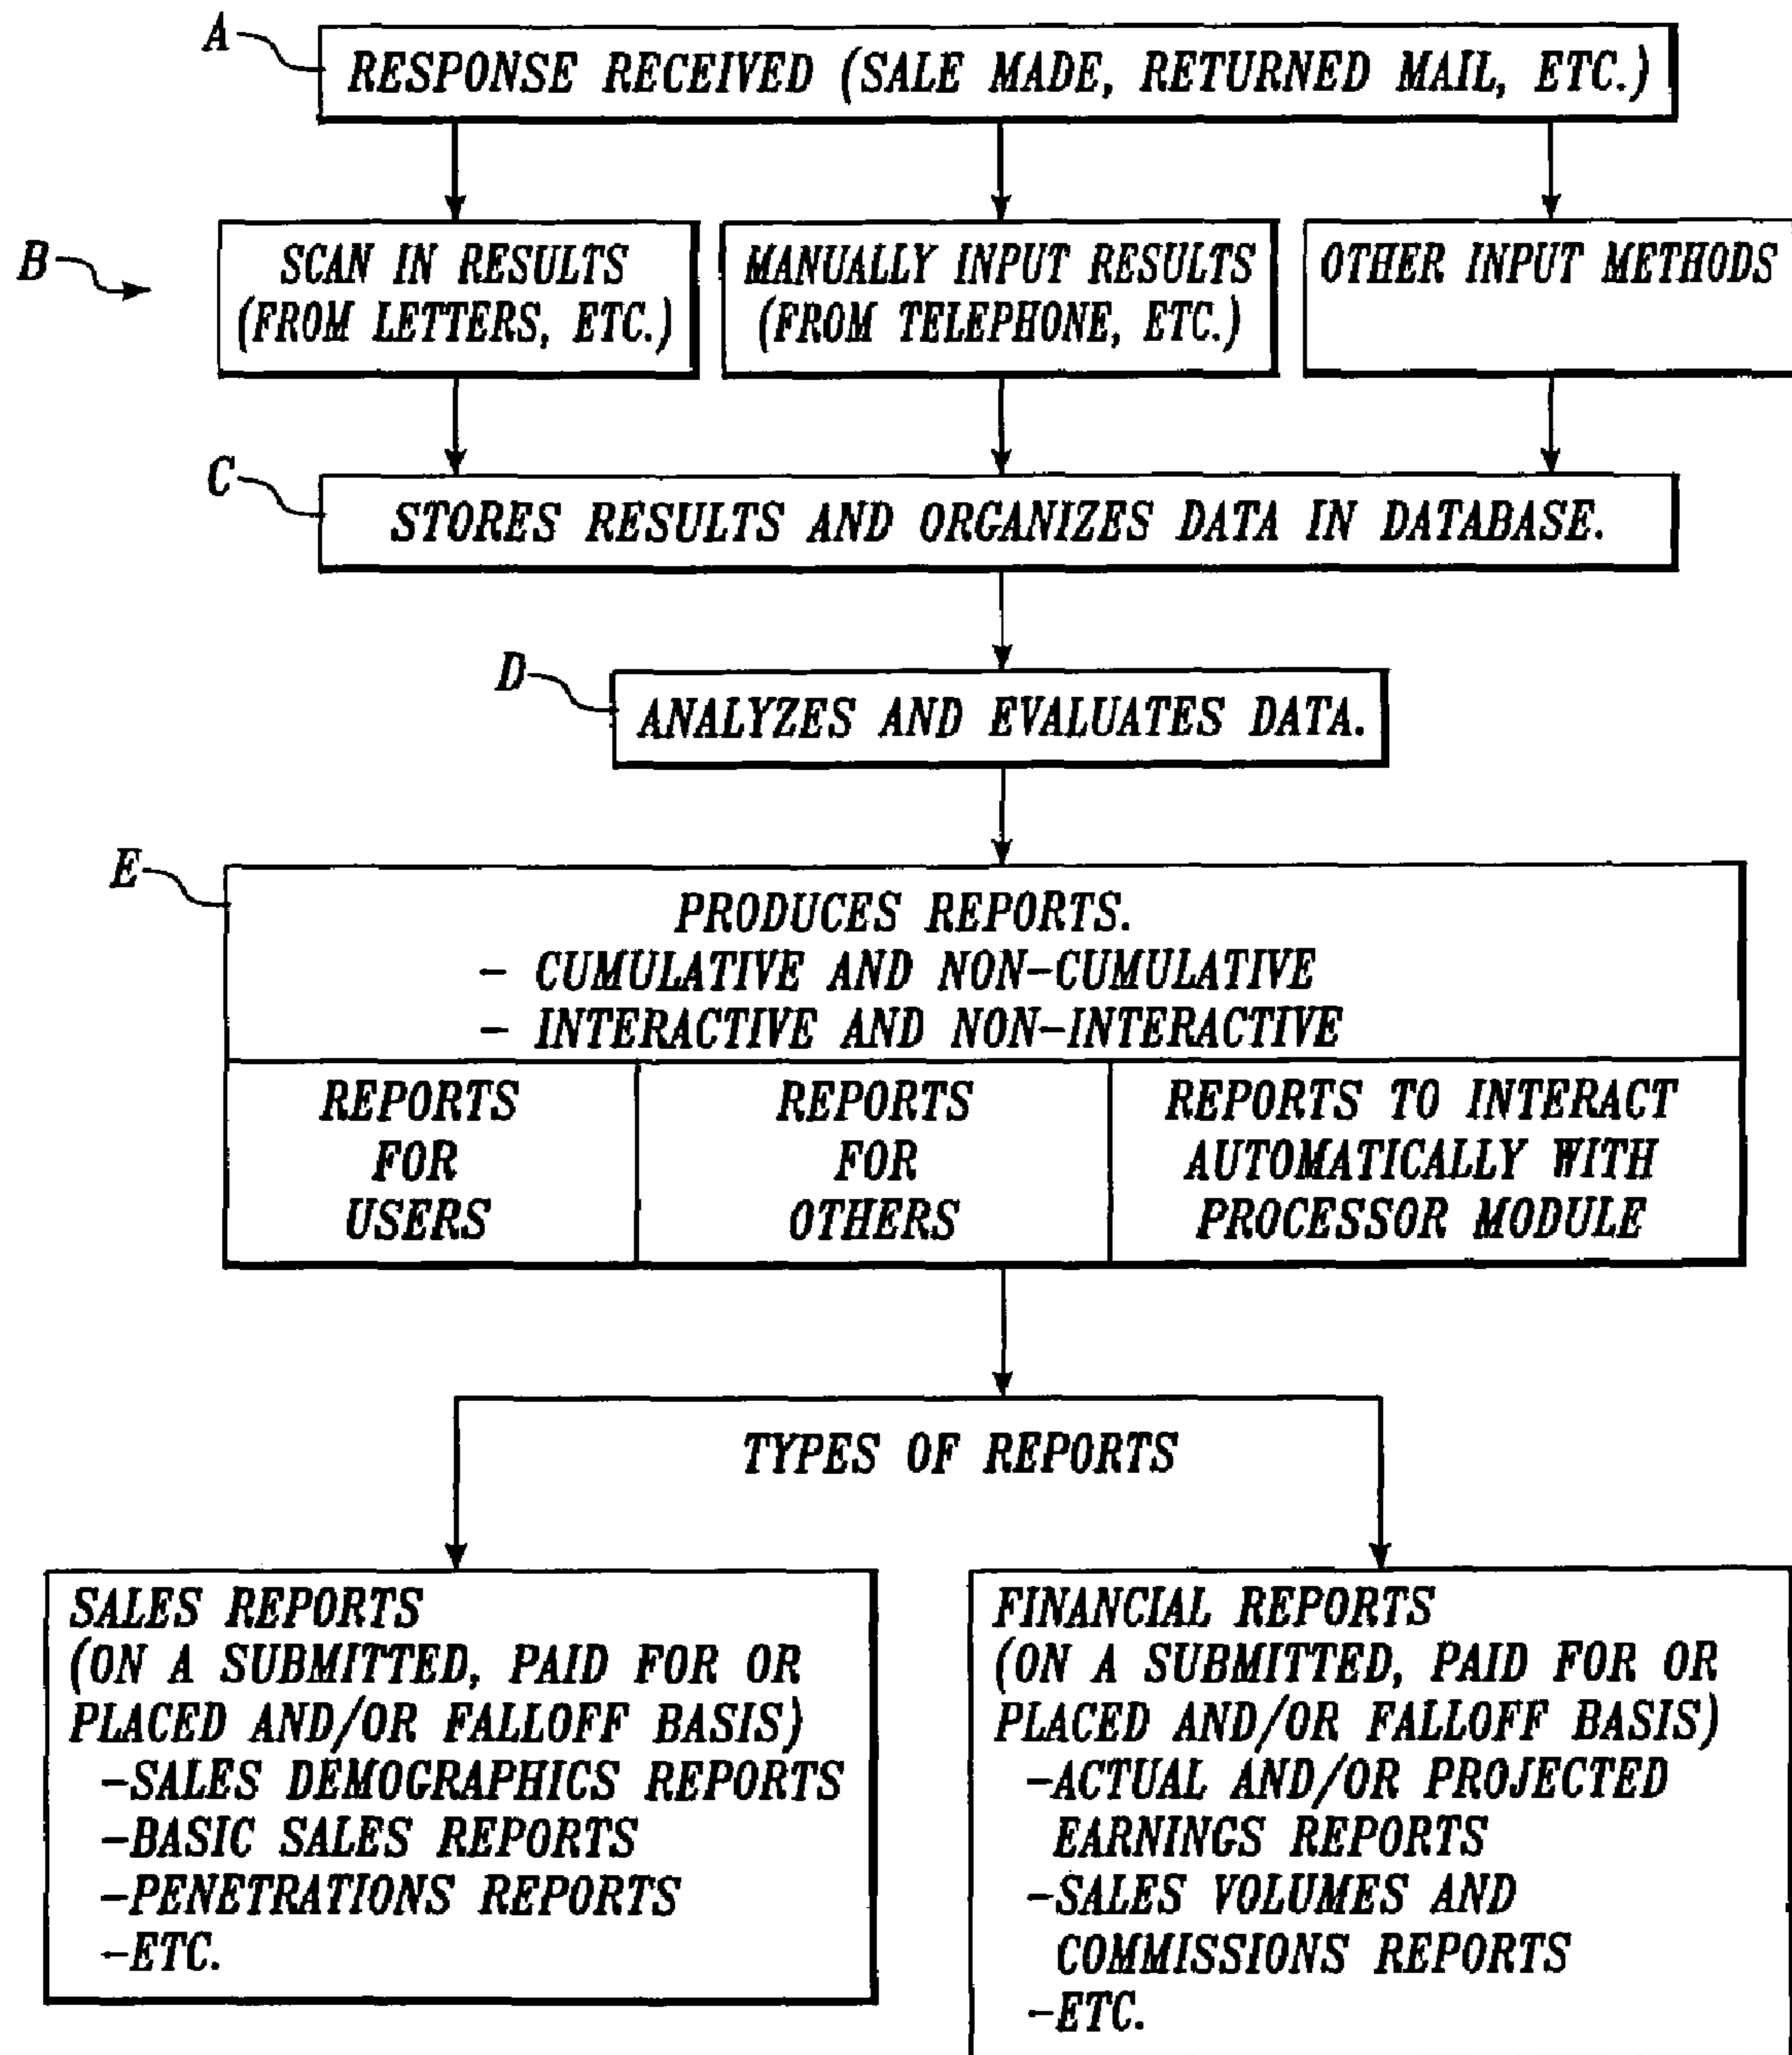 A
RESPONSE RECEIVED (SALE MADE, RETURNED MAIL, ETC.)
B
SCAN IN RESULTS
(FROM LETTERS, ETC.)
MANUALLY INPUT RESULTS
(FROM TELEPHONE, ETC.)
OTHER INPUT METHODS
C
STORES RESULTS AND ORGANIZES DATA IN DATABASE.
D
ANALYZES AND EVALUATES DATA.
E
PRODUCES REPORTS.
- CUMULATIVE AND NON-CUMULATIVE
- INTERACTIVE AND NON-INTERACTIVE
REPORTS
FOR
USERS
REPORTS
FOR
OTHERS
REPORTS TO INTERACT
AUTOMATICALLY WITH
PROCESSOR MODULE
TYPES OF REPORTS
SALES REPORTS
(ON A SUBMITTED, PAID FOR OR
PLACED AND/OR FALLOFF BASIS)
-SALES DEMOGRAPHICS REPORTS
-BASIC SALES REPORTS
-PENETRATIONS REPORTS
-ETC.
FINANCIAL REPORTS
(ON A SUBMITTED, PAID FOR OR
PLACED AND/OR FALLOFF BASIS)
-ACTUAL AND/OR PROJECTED
EARNINGS REPORTS
-SALES VOLUMES AND
COMMISSIONS REPORTS
-ETC.